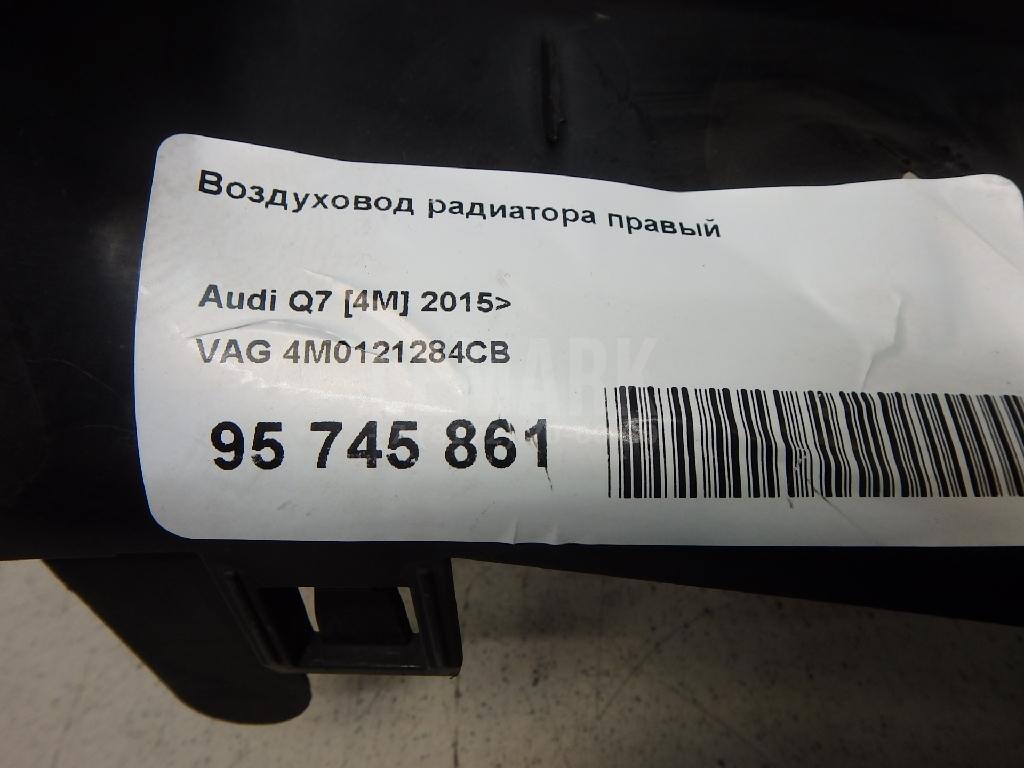 Воздуховод радиатора правый
Audi Q7 [4M] 2015>
VAG 4M0121284CB
95 745 861